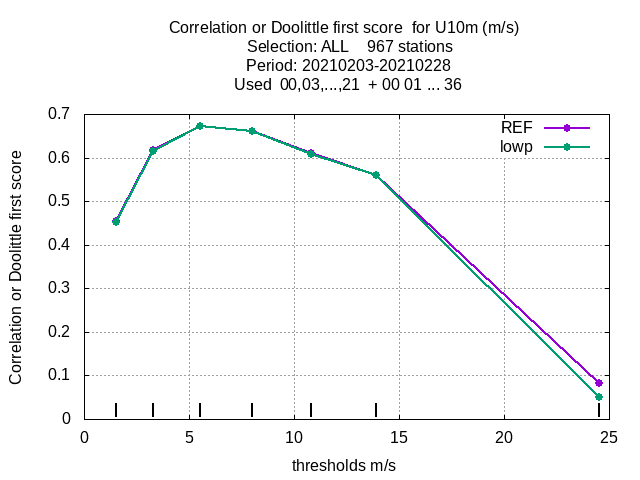 Correlation or Doolittle first score  for U10m (m/s)
Selection: ALL    967 stations
Period: 20210203-20210228
Used  00,03,...,21  + 00 01 ... 36
REF
lowp
Correlation or Doolittle first score
0.7
0.6
0.5
0.4
0.3
0.2
0.1
0
0 5 10 15 20 25
thresholds m/s